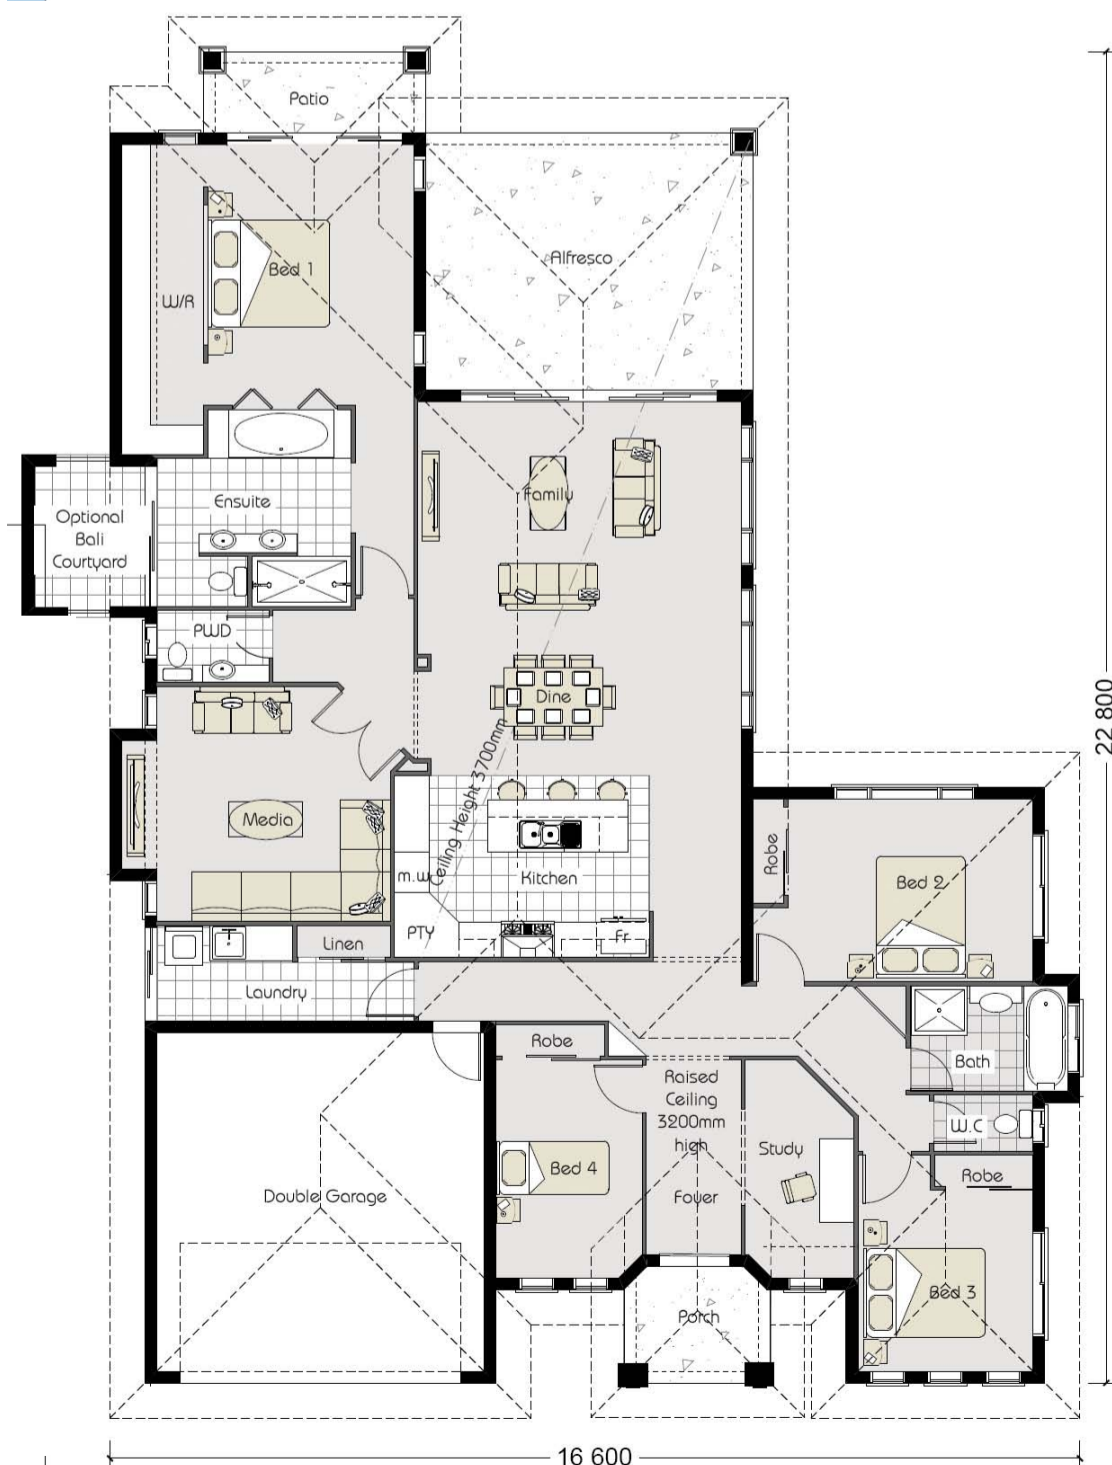 Patio
Alfresco
Bed 1
W/R
Ensuite
Optional
Bali
Courtyard
Family
PWD
Dine
22 800
Ceiling Height 3700mm
Media
m.w
Kitchen
Robe
Bed 2
PTY
Fr
Linen
Laundry
Robe
Bath
Raised
Ceiling
3200mm
high
W.C
Study
Bed 4
Robe
Double Garage
Foyer
Bed 3
Porch
16 600